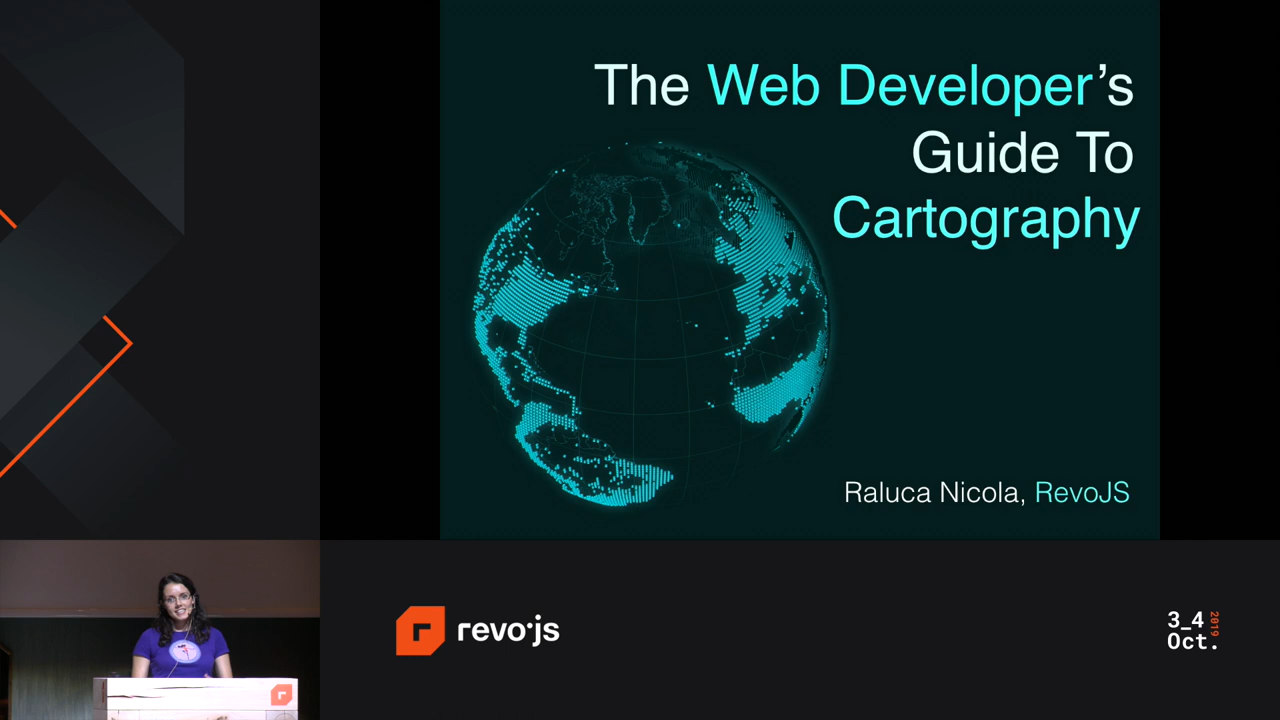 The Web Developer’s
Guide To
Cartography
Raluca Nicola, RevoJS
revo·js
3_4
Oct.
2019